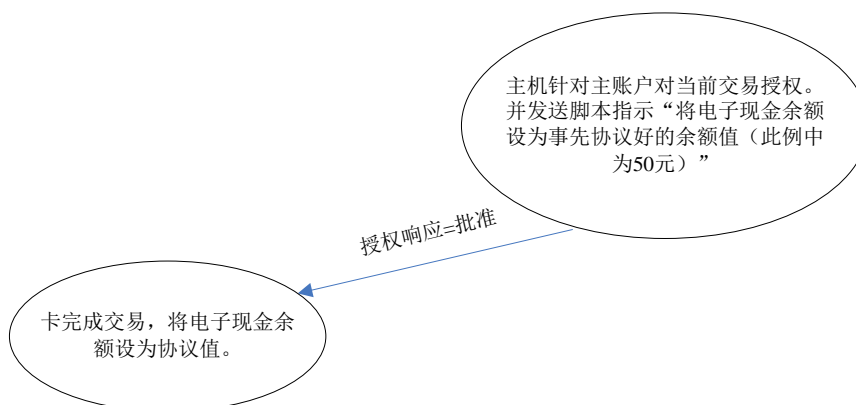 主机针对主账户对当前交易授权。
并发送脚本指示“将电子现金余额
设为事先协议好的余额值（此例中
为50元）”
授权响应=批准
卡完成交易，将电子现金余
额设为协议值。